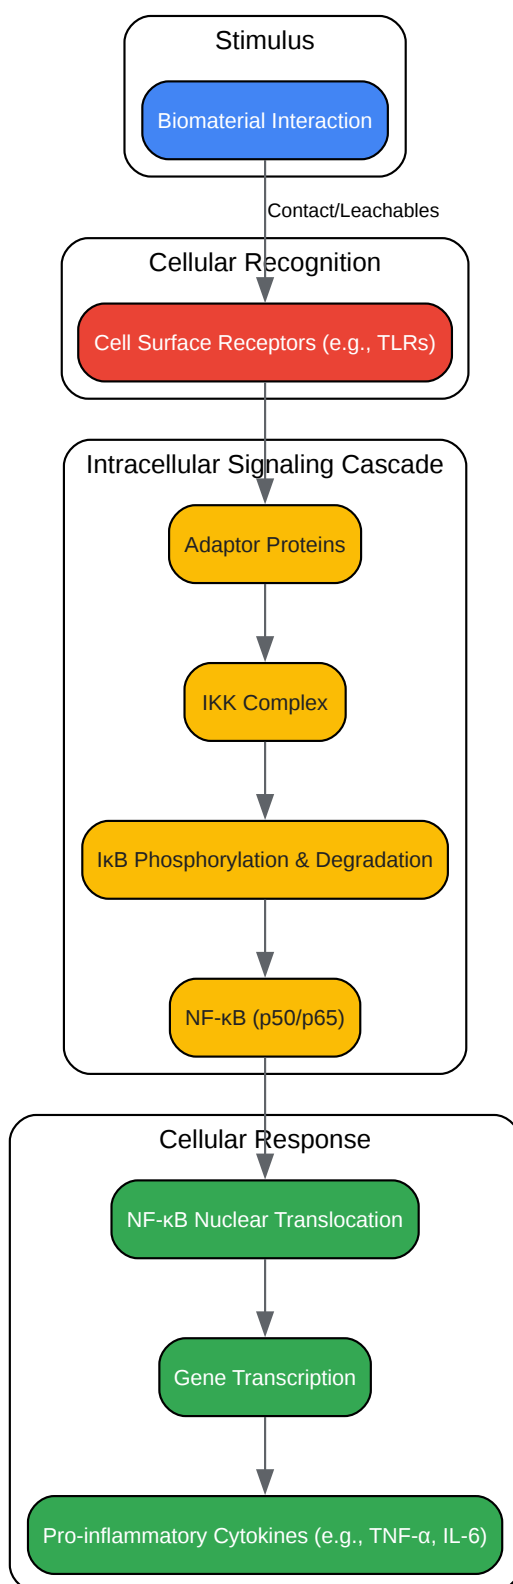 Stimulus
Biomaterial Interaction
Contact/Leachables
Cellular Recognition
Cell Surface Receptors (e.g., TLRs)
Intracellular Signaling Cascade
Adaptor Proteins
IKK Complex
IκB Phosphorylation & Degradation
NF-κB (p50/p65)
Cellular Response
NF-κB Nuclear Translocation
Gene Transcription
Pro-inflammatory Cytokines (e.g., TNF-α, IL-6)